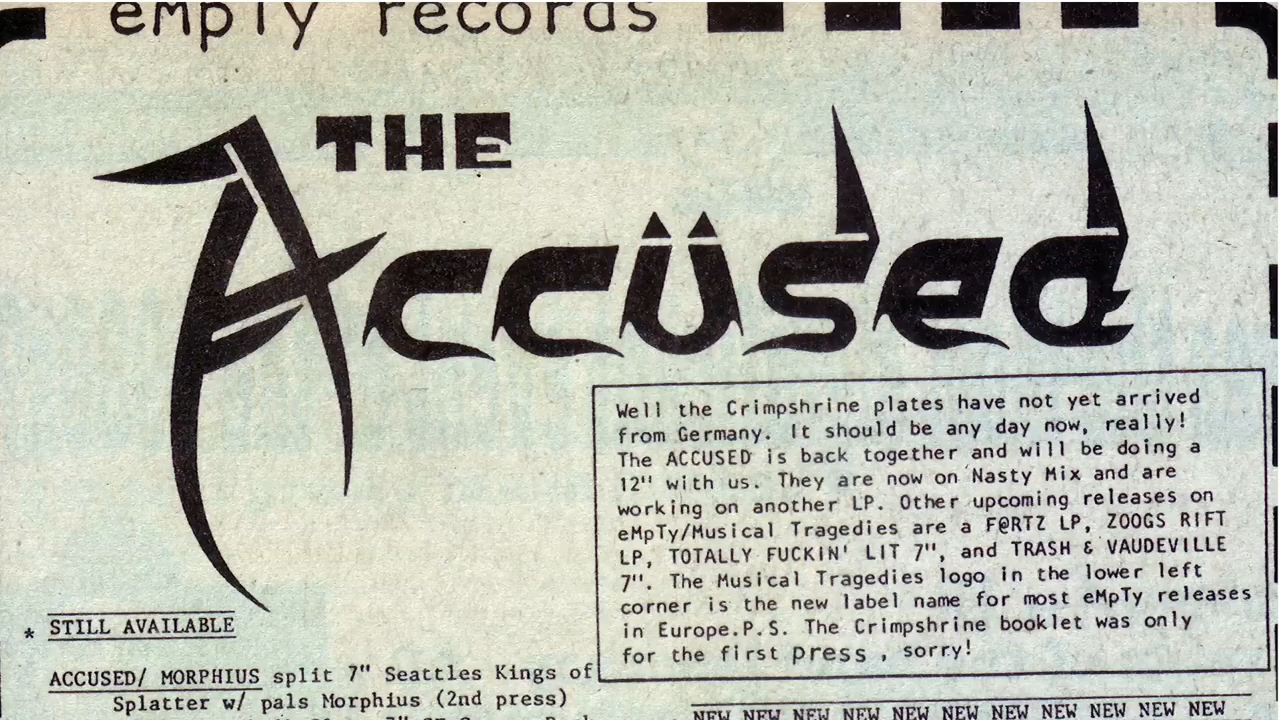 empty records
THE
Accüsed
Well the Crimpshrine plates have not yet arrived
from Germany. It should be any day now, really!
The ACCUSED is back together and will be doing a
12" with us. They are now on Nasty Mix and are
working on another LP. Other upcoming releases on
eMpTy/Musical Tragedies are a F@RTZ LP, ZOOGS RIFT
LP, TOTALLY FUCKIN' LIT 7", and TRASH & VAUDEVILLE
7". The Musical Tragedies logo in the lower left
corner is the new label name for most eMpTy releases
in Europe.P.S. The Crimpshrine booklet was only
for the first press , sorry!
* STILL AVAILABLE
ACCUSED/ MORPHIUS split 7" Seattles Kings of
Splatter w/ pals Morphius (2nd press)
NEW NEW NEW NEW NEW NEW NEW NEW NEW NEW NEW